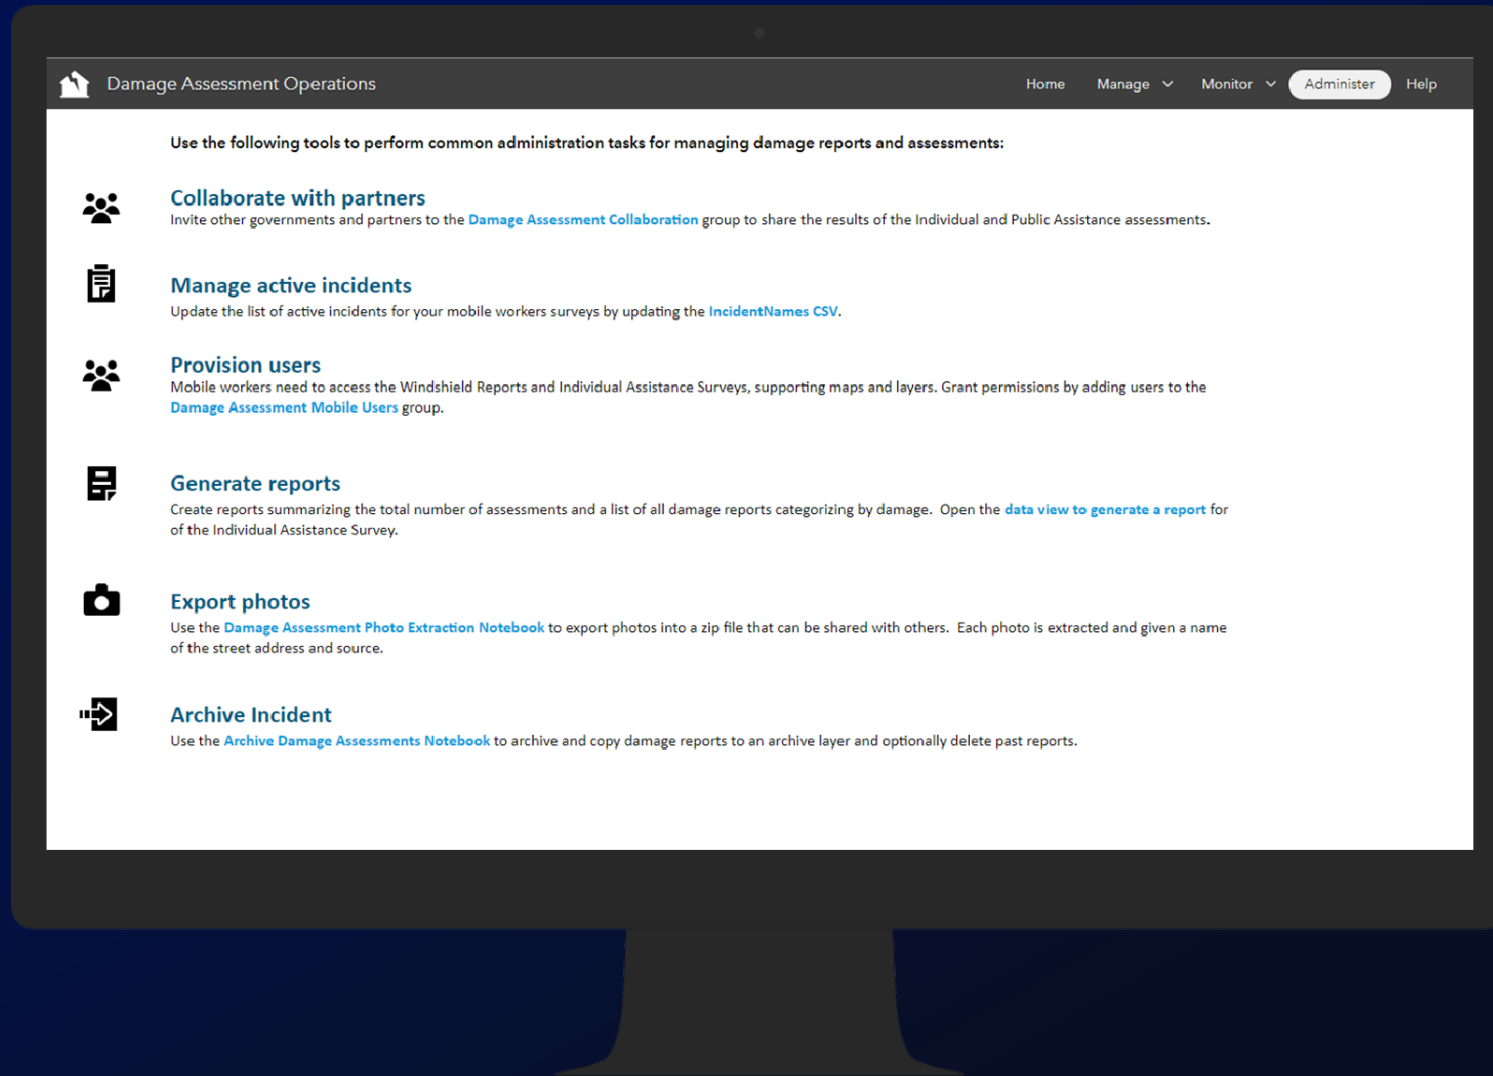 Damage Assessment Operations
Home Manage Monitor Administer Help
Use the following tools to perform common administration tasks for managing damage reports and assessments:
Collaborate with partners
Invite other governments and partners to the Damage Assessment Collaboration group to share the results of the Individual and Public Assistance assessments.
Manage active incidents
Update the list of active incidents for your mobile workers surveys by updating the IncidentNames CSV.
Provision users
Mobile workers need to access the Windshield Reports and Individual Assistance Surveys, supporting maps and layers. Grant permissions by adding users to the
Damage Assessment Mobile Users group.
Generate reports
Create reports summarizing the total number of assessments and a list of all damage reports categorizing by damage. Open the data view to generate a report for
of the Individual Assistance Survey.
Export photos
Use the Damage Assessment Photo Extraction Notebook to export photos into a zip file that can be shared with others. Each photo is extracted and given a name
of the street address and source.
Archive Incident
Use the Archive Damage Assessments Notebook to archive and copy damage reports to an archive layer and optionally delete past reports.